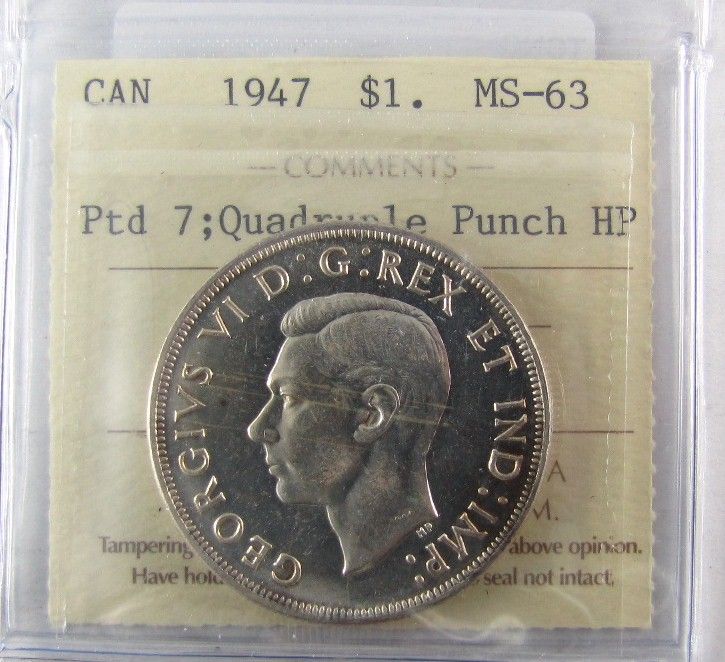 CAN 1947 $1. MS-63
COMMENTS
Ptd 7;Quadruple Punch HP
GEORGIVS VI D:G:REX ET IND:IMP:
HP
A
M.
Tampering above opinion.
Have seal not intact,